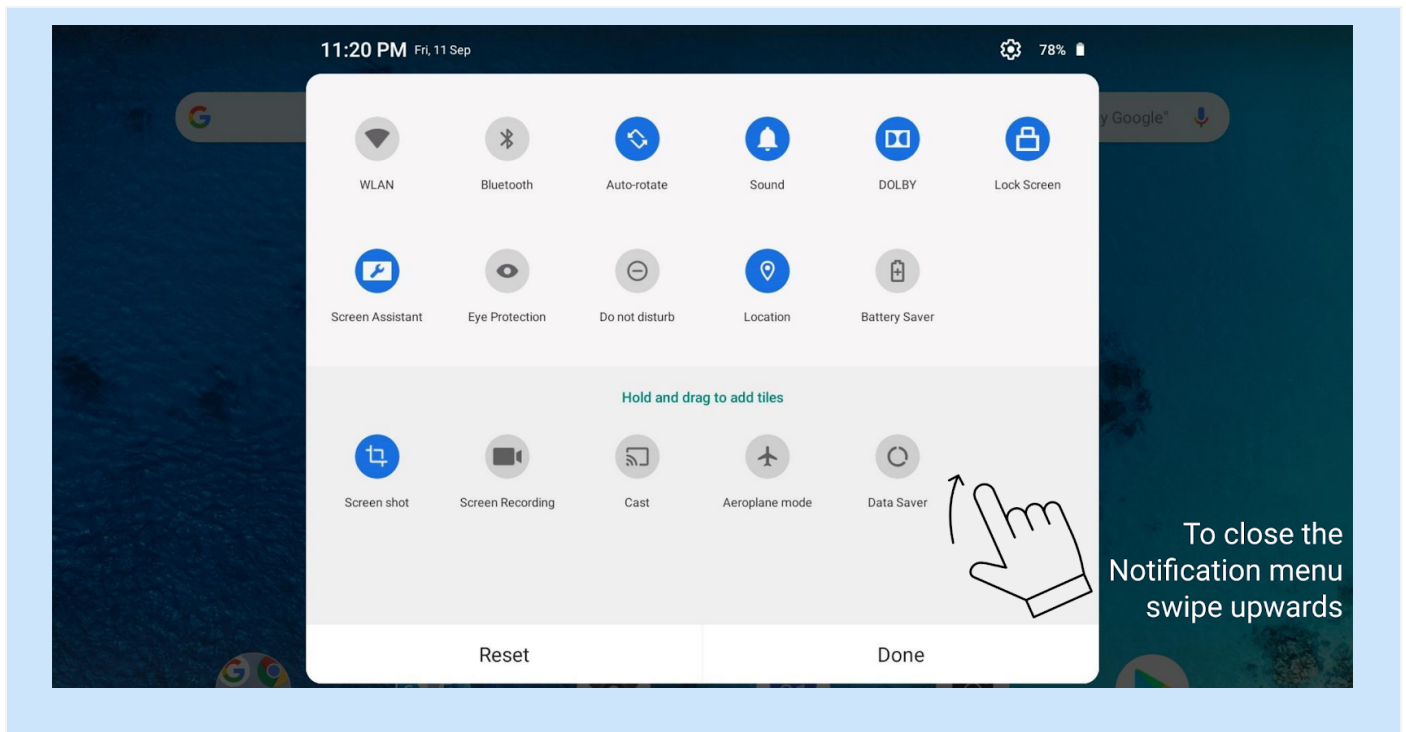 11:20 PM Fri, 11 Sep 78%
y Google"
WLAN Bluetooth Auto-rotate Sound DOLBY Lock Screen
Screen Assistant Eye Protection Do not disturb Location Battery Saver
Hold and drag to add tiles
Screen shot Screen Recording Cast Aeroplane mode Data Saver
To close the
Notification menu
swipe upwards
Reset Done